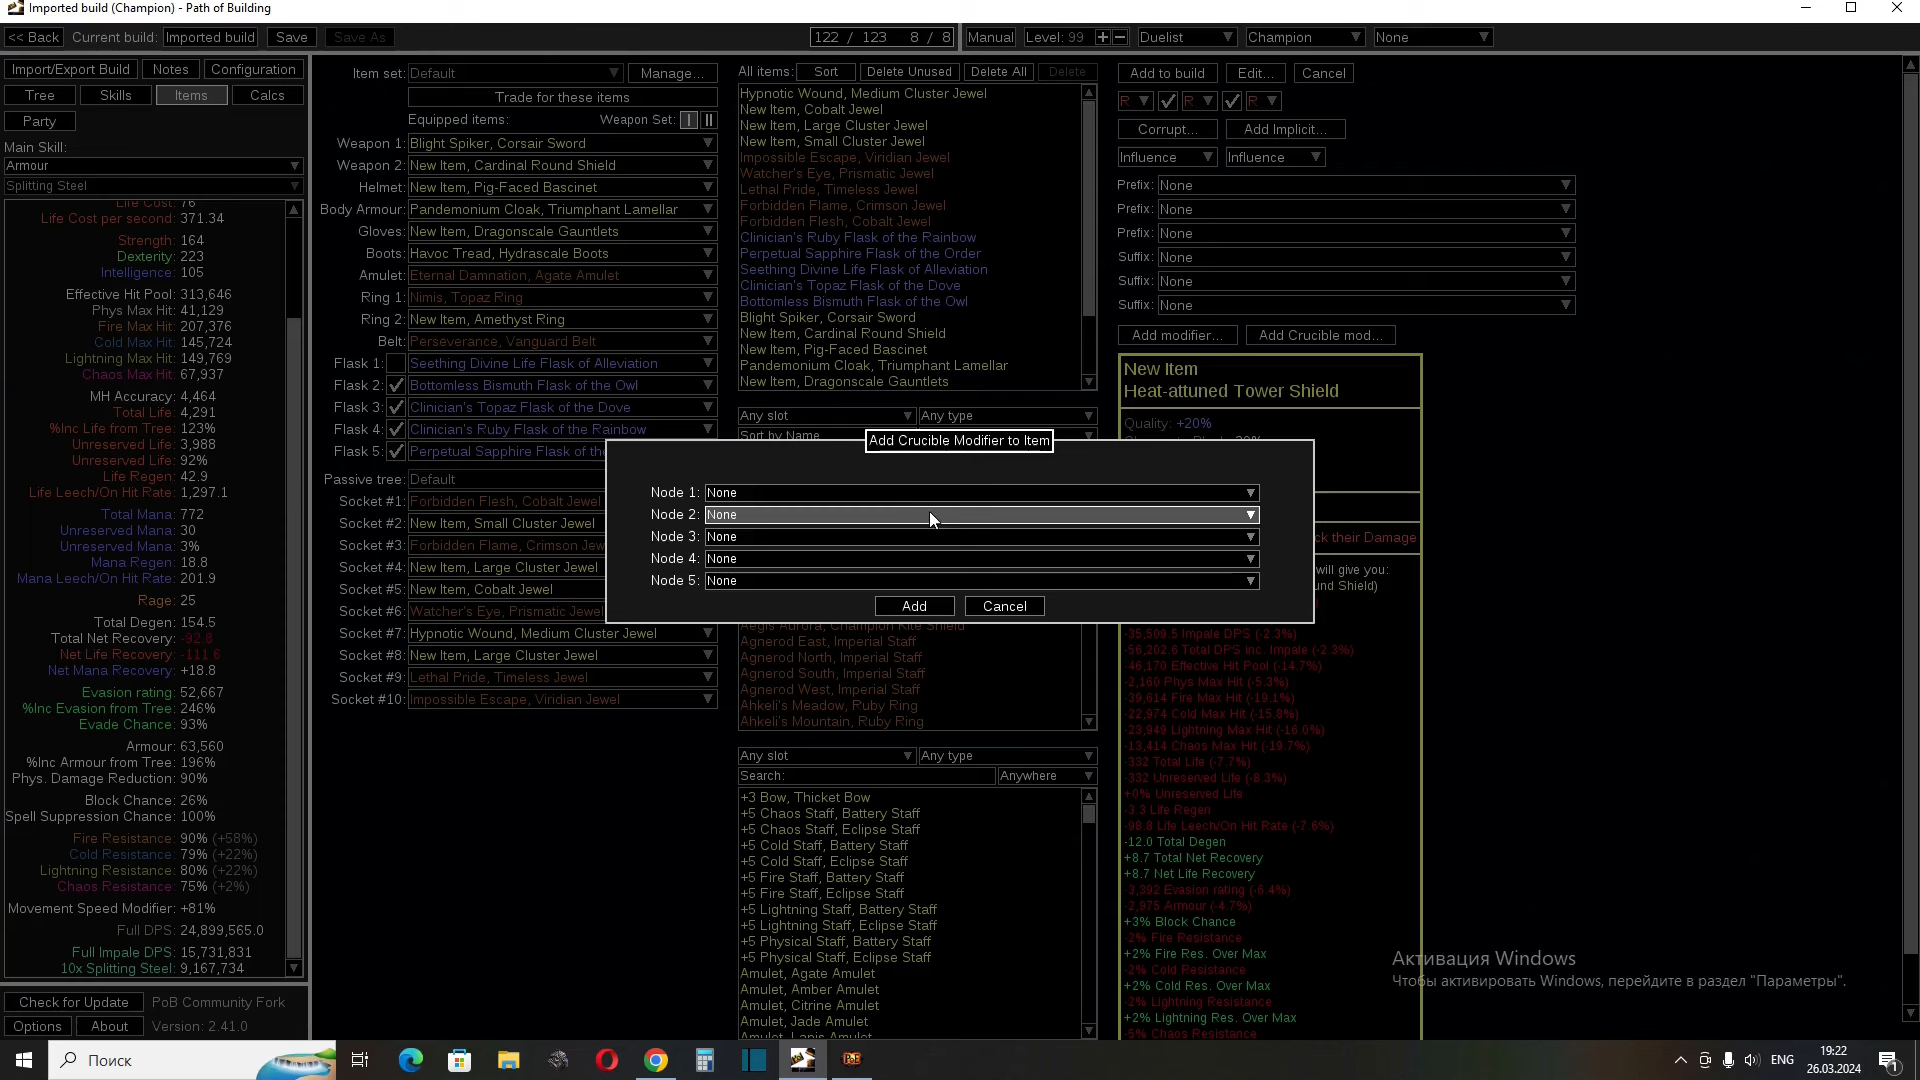 Imported build (Champion) - Path of Building
<< Back Current build: Imported build Save Save As 122 / 123 8 / 8 Manual Level: 99 Duelist Champion None
Import/Export Build Notes Configuration
Tree Skills Items Calcs
Party
Main Skill:
Armour
Splitting Steel
Life Cost: 76
Life Cost per second: 371.34
Strength: 164
Dexterity: 223
Intelligence: 105
Effective Hit Pool: 313,646
Phys Max Hit: 41,129
Fire Max Hit: 207,376
Cold Max Hit: 145,724
Lightning Max Hit: 149,769
Chaos Max Hit: 67,937
MH Accuracy: 4,464
Total Life: 4,291
%Inc Life from Tree: 123%
Unreserved Life: 3,988
Unreserved Life: 92%
Life Regen: 42.9
Life Leech/On Hit Rate: 1,297.1
Total Mana: 772
Unreserved Mana: 30
Unreserved Mana: 3%
Mana Regen: 18.8
Mana Leech/On Hit Rate: 201.9
Rage: 25
Total Degen: 154.5
Total Net Recovery: -92.8
Net Life Recovery: -111.6
Net Mana Recovery: +18.8
Evasion rating: 52,667
%Inc Evasion from Tree: 246%
Evade Chance: 93%
Armour: 63,560
%Inc Armour from Tree: 196%
Phys. Damage Reduction: 90%
Block Chance: 26%
Spell Suppression Chance: 100%
Fire Resistance: 90% (+58%)
Cold Resistance: 79% (+22%)
Lightning Resistance: 80% (+22%)
Chaos Resistance: 75% (+2%)
Movement Speed Modifier: +81%
Full DPS: 24,899,565.0
Full Impale DPS: 15,731,831
10x Splitting Steel: 9,167,734
Check for Update PoB Community Fork
Options About Version: 2.41.0
Item set: Default Manage...
Trade for these items
Equipped items: Weapon Set: I II
Weapon 1: Blight Spiker, Corsair Sword
Weapon 2: New Item, Cardinal Round Shield
Helmet: New Item, Pig-Faced Bascinet
Body Armour: Pandemonium Cloak, Triumphant Lamellar
Gloves: New Item, Dragonscale Gauntlets
Boots: Havoc Tread, Hydrascale Boots
Amulet: Eternal Damnation, Agate Amulet
Ring 1: Nimis, Topaz Ring
Ring 2: New Item, Amethyst Ring
Belt: Perseverance, Vanguard Belt
Flask 1: Seething Divine Life Flask of Alleviation
Flask 2: Bottomless Bismuth Flask of the Owl
Flask 3: Clinician's Topaz Flask of the Dove
Flask 4: Clinician's Ruby Flask of the Rainbow
Flask 5: Perpetual Sapphire Flask of the
Passive tree: Default
Socket #1: Forbidden Flesh, Cobalt Jewel
Socket #2: New Item, Small Cluster Jewel
Socket #3: Forbidden Flame, Crimson Jew
Socket #4: New Item, Large Cluster Jewel
Socket #5: New Item, Cobalt Jewel
Socket #6: Watcher's Eye, Prismatic Jewel
Socket #7: Hypnotic Wound, Medium Cluster Jewel
Socket #8: New Item, Large Cluster Jewel
Socket #9: Lethal Pride, Timeless Jewel
Socket #10: Impossible Escape, Viridian Jewel
All items: Sort Delete Unused Delete All Delete
Hypnotic Wound, Medium Cluster Jewel
New Item, Cobalt Jewel
New Item, Large Cluster Jewel
New Item, Small Cluster Jewel
Impossible Escape, Viridian Jewel
Watcher's Eye, Prismatic Jewel
Lethal Pride, Timeless Jewel
Forbidden Flame, Crimson Jewel
Forbidden Flesh, Cobalt Jewel
Clinician's Ruby Flask of the Rainbow
Perpetual Sapphire Flask of the Order
Seething Divine Life Flask of Alleviation
Clinician's Topaz Flask of the Dove
Bottomless Bismuth Flask of the Owl
Blight Spiker, Corsair Sword
New Item, Cardinal Round Shield
New Item, Pig-Faced Bascinet
Pandemonium Cloak, Triumphant Lamellar
New Item, Dragonscale Gauntlets
Any slot Any type
Sort by Name
Add Crucible Modifier to Item
Node 1: None
Node 2: None
Node 3: None
Node 4: None
Node 5: None
Add Cancel
Aegis Aurora, Champion Kite Shield
Agnerod East, Imperial Staff
Agnerod North, Imperial Staff
Agnerod South, Imperial Staff
Agnerod West, Imperial Staff
Ahkeli's Meadow, Ruby Ring
Ahkeli's Mountain, Ruby Ring
Any slot Any type
Search: Anywhere
+3 Bow, Thicket Bow
+5 Chaos Staff, Battery Staff
+5 Chaos Staff, Eclipse Staff
+5 Cold Staff, Battery Staff
+5 Cold Staff, Eclipse Staff
+5 Fire Staff, Battery Staff
+5 Fire Staff, Eclipse Staff
+5 Lightning Staff, Battery Staff
+5 Lightning Staff, Eclipse Staff
+5 Physical Staff, Battery Staff
+5 Physical Staff, Eclipse Staff
Amulet, Agate Amulet
Amulet, Amber Amulet
Amulet, Citrine Amulet
Amulet, Jade Amulet
Amulet, Lapis Amulet
Add to build Edit... Cancel
R R R
Corrupt... Add Implicit...
Influence Influence
Prefix: None
Prefix: None
Prefix: None
Suffix: None
Suffix: None
Suffix: None
Add modifier... Add Crucible mod...
New Item
Heat-attuned Tower Shield
Quality: +20%
ck their Damage
will give you:
und Shield)
-35,509.5 Impale DPS (-2.3%)
-56,202.6 Total DPS inc. Impale (-2.3%)
-46,170 Effective Hit Pool (-14.7%)
-2,160 Phys Max Hit (-5.3%)
-39,614 Fire Max Hit (-19.1%)
-22,974 Cold Max Hit (-15.8%)
-23,949 Lightning Max Hit (-16.0%)
-13,414 Chaos Max Hit (-19.7%)
-332 Total Life (-7.7%)
-332 Unreserved Life (-8.3%)
+0% Unreserved Life
-3.3 Life Regen
-98.8 Life Leech/On Hit Rate (-7.6%)
-12.0 Total Degen
+8.7 Total Net Recovery
+8.7 Net Life Recovery
-3,392 Evasion rating (-6.4%)
-2,975 Armour (-4.7%)
+3% Block Chance
-2% Fire Resistance
+2% Fire Res. Over Max
-2% Cold Resistance
+2% Cold Res. Over Max
-2% Lightning Resistance
+2% Lightning Res. Over Max
-5% Chaos Resistance
Активация Windows
Чтобы активировать Windows, перейдите в раздел "Параметры".
Поиск
ENG
19:22
26.03.2024
1